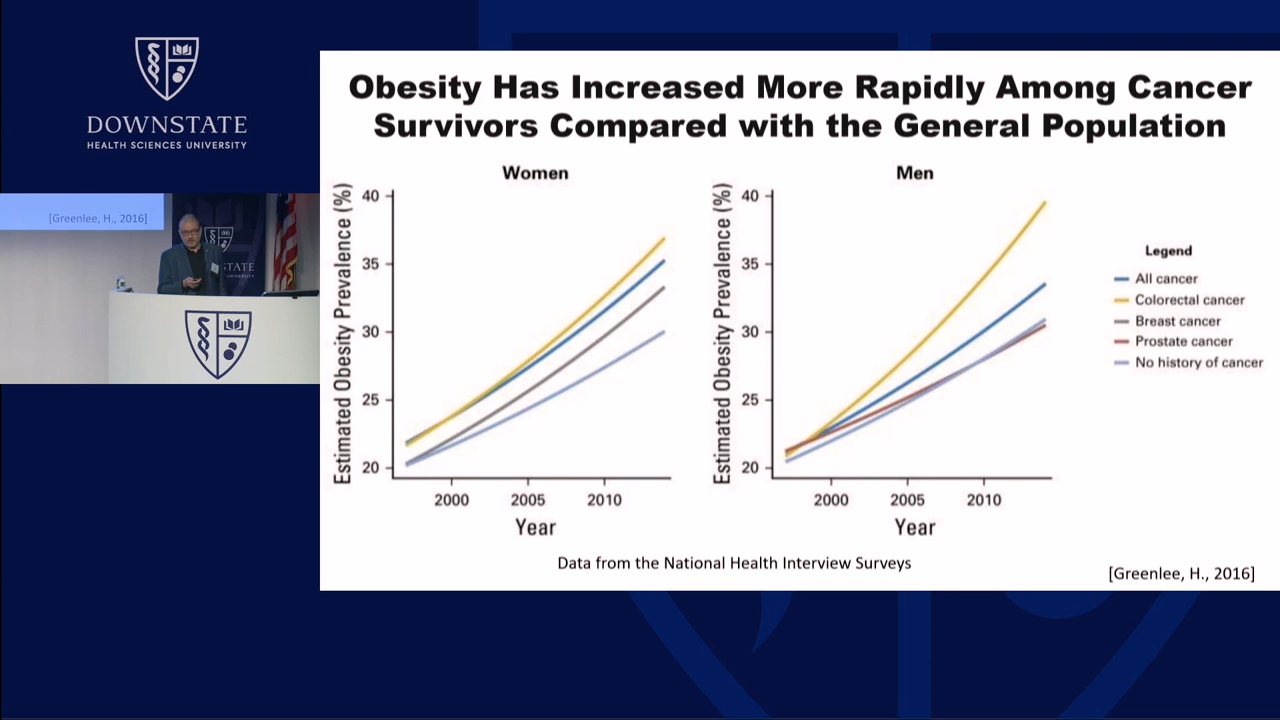 DOWNSTATE
HEALTH SCIENCES UNIVERSITY
[Greenlee, H., 2016]
STATE
UNIVERSITY
Obesity Has Increased More Rapidly Among Cancer
Survivors Compared with the General Population
Women
Estimated Obesity Prevalence (%)
40
35
30
25
20
2000 2005 2010
Year
Men
Estimated Obesity Prevalence (%)
40
35
30
25
20
2000 2005 2010
Year
Legend
All cancer
Colorectal cancer
Breast cancer
Prostate cancer
No history of cancer
Data from the National Health Interview Surveys
[Greenlee, H., 2016]